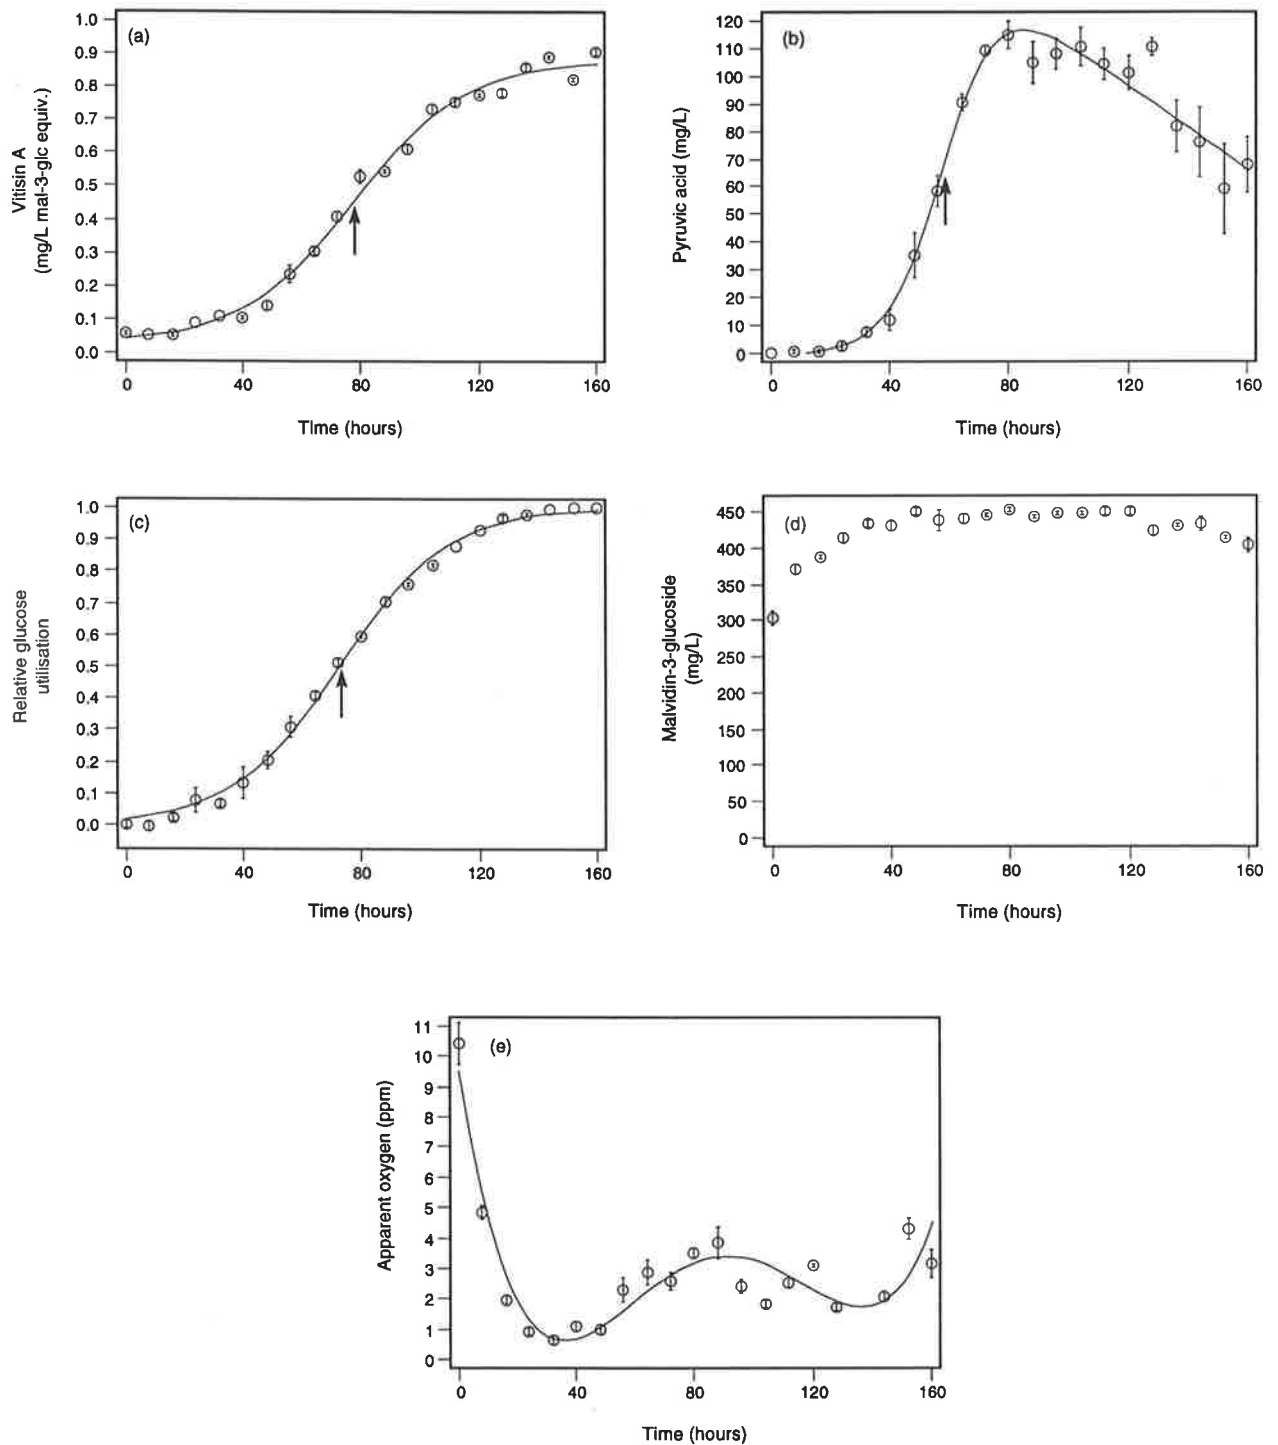 (a)
Vitisin A
(mg/L mal-3-glc equiv.)
1.0
0.9
0.8
0.7
0.6
0.5
0.4
0.3
0.2
0.1
0.0
0 40 80 120 160
Time (hours)
(b)
Pyruvic acid (mg/L)
120
110
100
90
80
70
60
50
40
30
20
10
0
0 40 80 120 160
Time (hours)
(c)
Relative glucose
utilisation
1.0
0.9
0.8
0.7
0.6
0.5
0.4
0.3
0.2
0.1
0.0
0 40 80 120 160
Time (hours)
(d)
Malvidin-3-glucoside
(mg/L)
450
400
350
300
250
200
150
100
50
0
0 40 80 120 160
Time (hours)
(e)
Apparent oxygen (ppm)
11
10
9
8
7
6
5
4
3
2
1
0
0 40 80 120 160
Time (hours)